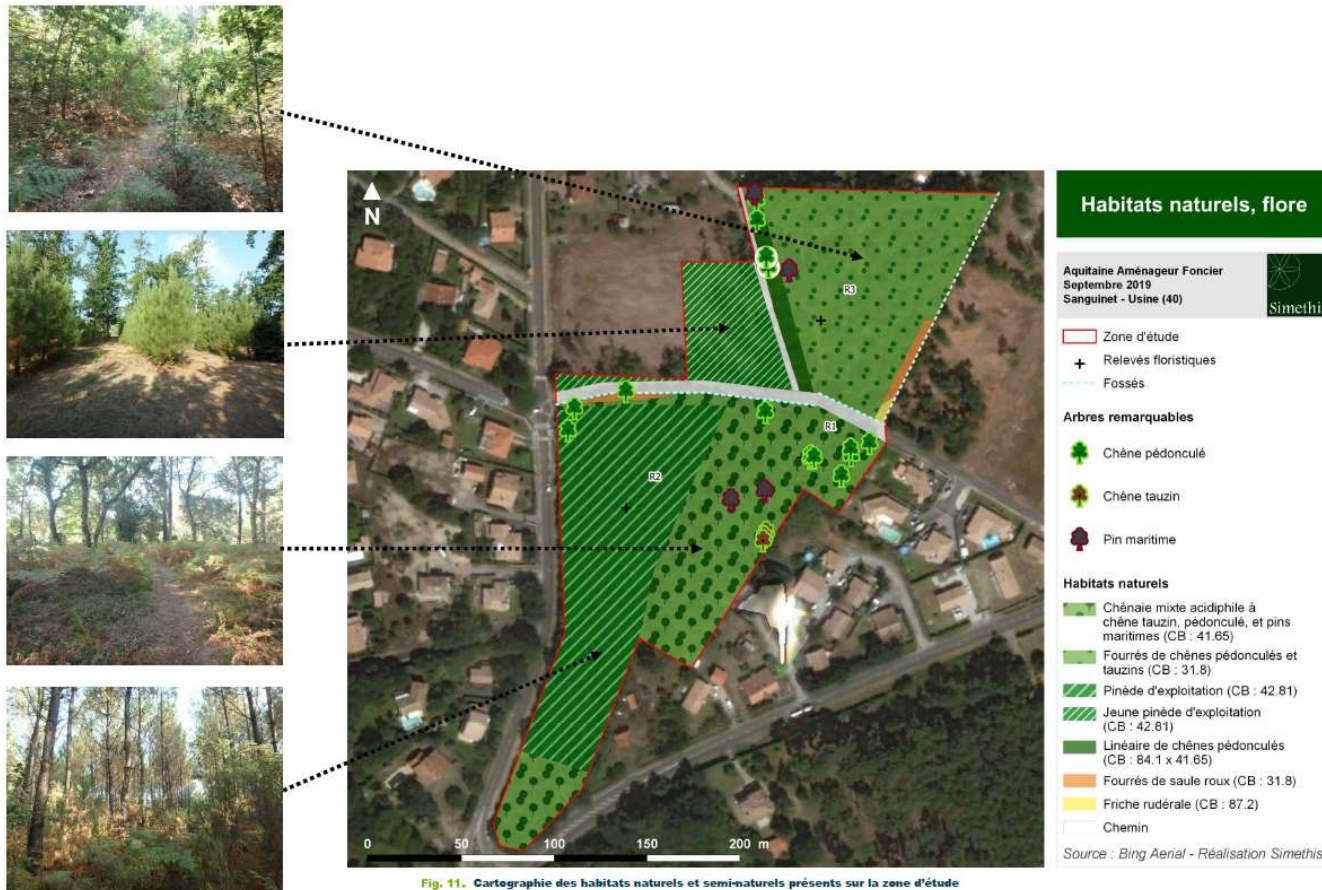 Habitats naturels, flore
Aquitaine Aménageur Foncier
Septembre 2019
Sanguinet - Usine (40)
Simethis
Zone d'étude
Relevés floristiques
Fossés
Arbres remarquables
Chêne pédonculé
Chêne tauzin
Pin maritime
Habitats naturels
Chênaie mixte acidiphile à
chêne tauzin, pédonculé, et pins
maritimes (CB : 41.65)
Fourrés de chênes pédonculés et
tauzins (CB : 31.8)
Pinède d'exploitation (CB : 42.81)
Jeune pinède d'exploitation
(CB : 42.81)
Linéaire de chênes pédonculés
(CB : 84.1 x 41.65)
Fourrés de saule roux (CB : 31.8)
Friche rudérale (CB : 87.2)
Chemin
Source : Bing Aerial - Réalisation Simethis
N
R3
R1
R2
0 50 100 150 200 m
Fig. 11. Cartographie des habitats naturels et semi-naturels présents sur la zone d'étude